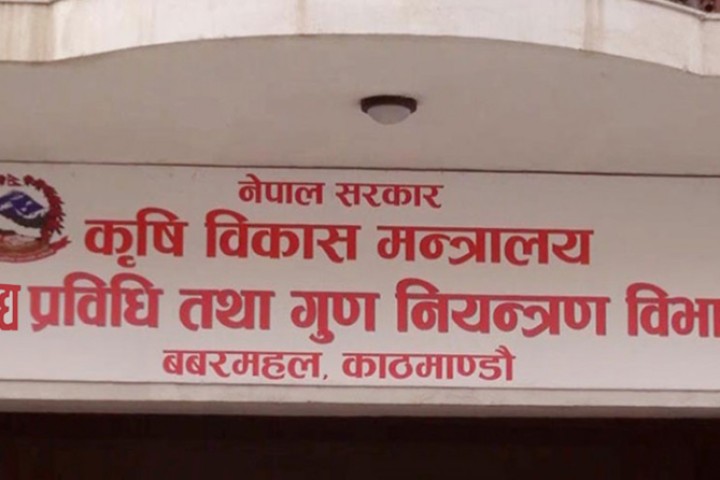 नेपाल सरकार
कृषि विकास मन्त्रालय
द्य प्रविधि तथा गुण नियन्त्रण विभा
बबरमहल, काठमाण्डौ